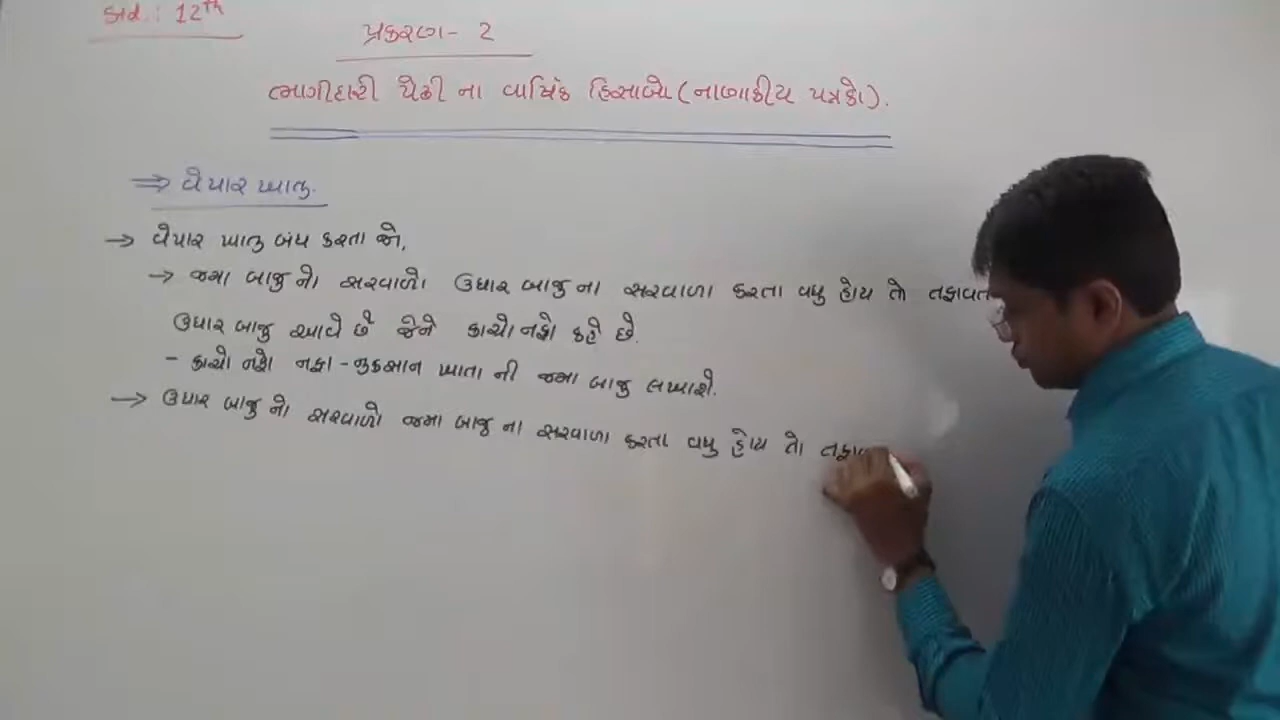 Std. : 12th
પ્રકરણ- 2
ભાગીદારી પેઢી ના વાર્ષિક હિસાબો (નાણાકીય પત્રકો).
⇒ વેપાર ખાતુ.
→ વેપાર ખાતુ બંધ કરતા જો,
→ જમા બાજુ નો સરવાળો ઉધાર બાજુ ના સરવાળા કરતા વધુ હોય તો તફાવત
ઉધાર બાજુ આવે છે જેને કાચો નફો કહે છે.
- કાચો નફો નફા-નુકસાન ખાતા ની જમા બાજુ લખાશે.
→ ઉધાર બાજુ નો સરવાળો જમા બાજુ ના સરવાળા કરતા વધુ હોય તો